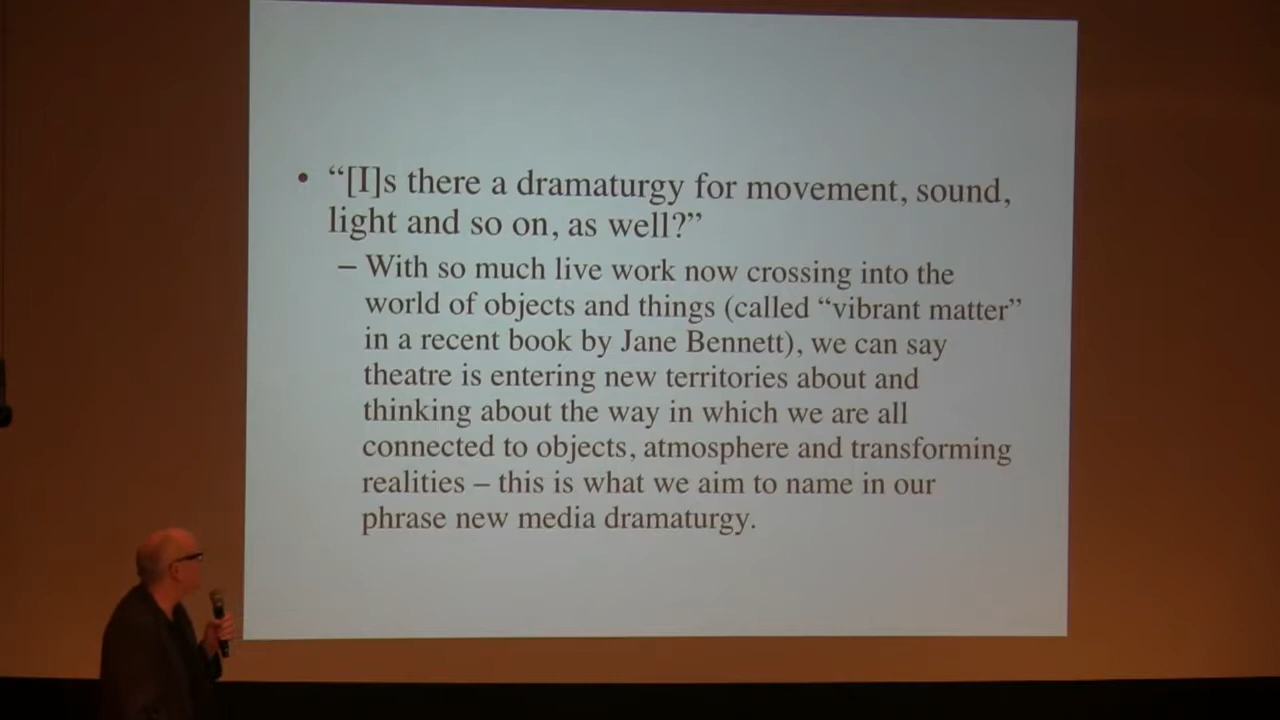 • “[I]s there a dramaturgy for movement, sound,
light and so on, as well?”
– With so much live work now crossing into the
world of objects and things (called “vibrant matter”
in a recent book by Jane Bennett), we can say
theatre is entering new territories about and
thinking about the way in which we are all
connected to objects, atmosphere and transforming
realities – this is what we aim to name in our
phrase new media dramaturgy.